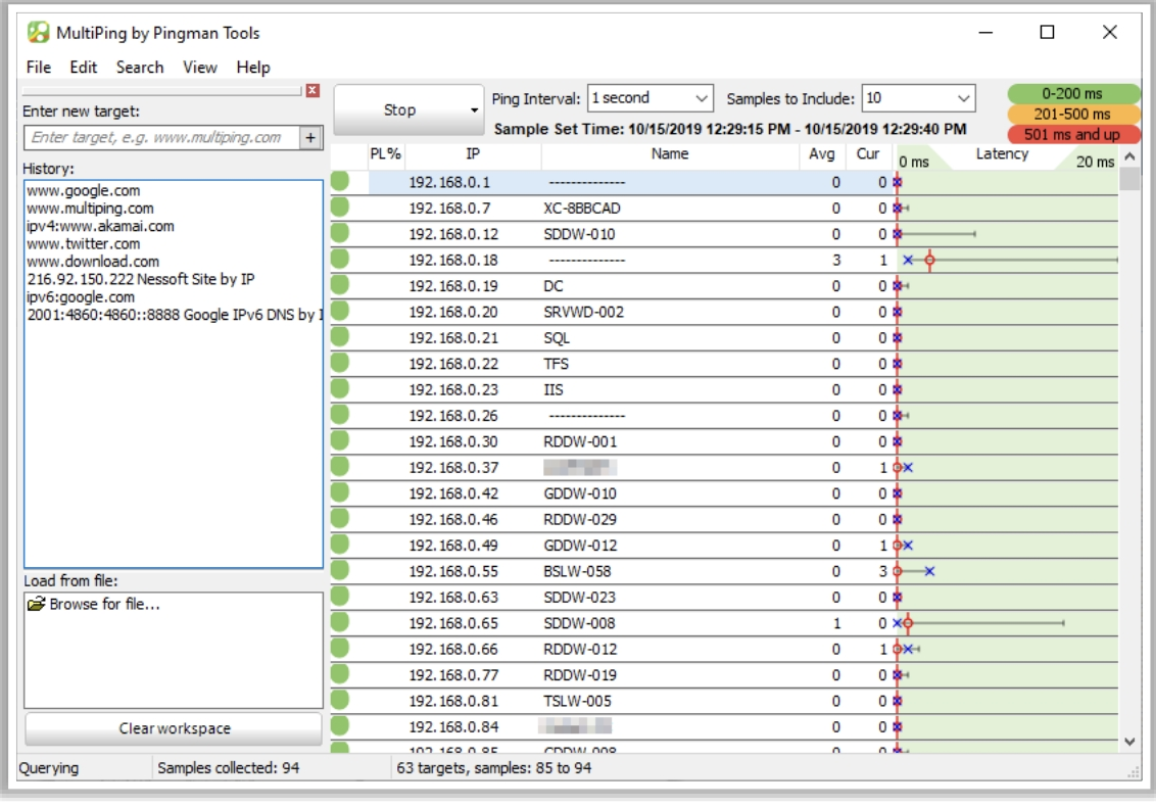 MultiPing by Pingman Tools
File Edit Search View Help
Enter new target:
Enter target, e.g. www.multiping.com +
History:
www.google.com
www.multiping.com
ipv4:www.akamai.com
www.twitter.com
www.download.com
216.92.150.222 Nessoft Site by IP
ipv6:google.com
2001:4860:4860::8888 Google IPv6 DNS by I
Load from file:
Browse for file...
Clear workspace
Stop
Ping Interval: 1 second Samples to Include: 10
Sample Set Time: 10/15/2019 12:29:15 PM - 10/15/2019 12:29:40 PM
0-200 ms
201-500 ms
501 ms and up
PL% IP Name Avg Cur 0 ms Latency 20 ms
192.168.0.1 -------------- 0 0
192.168.0.7 XC-8BBCAD 0 0
192.168.0.12 SDDW-010 0 0
192.168.0.18 -------------- 3 1
192.168.0.19 DC 0 0
192.168.0.20 SRVWD-002 0 0
192.168.0.21 SQL 0 0
192.168.0.22 TFS 0 0
192.168.0.23 IIS 0 0
192.168.0.26 -------------- 0 0
192.168.0.30 RDDW-001 0 0
192.168.0.37 0 1
192.168.0.42 GDDW-010 0 0
192.168.0.46 RDDW-029 0 0
192.168.0.49 GDDW-012 0 1
192.168.0.55 BSLW-058 0 3
192.168.0.63 SDDW-023 0 0
192.168.0.65 SDDW-008 1 0
192.168.0.66 RDDW-012 0 1
192.168.0.77 RDDW-019 0 0
192.168.0.81 TSLW-005 0 0
192.168.0.84 0 0
192.168.0.85 0 0
Querying Samples collected: 94 63 targets, samples: 85 to 94